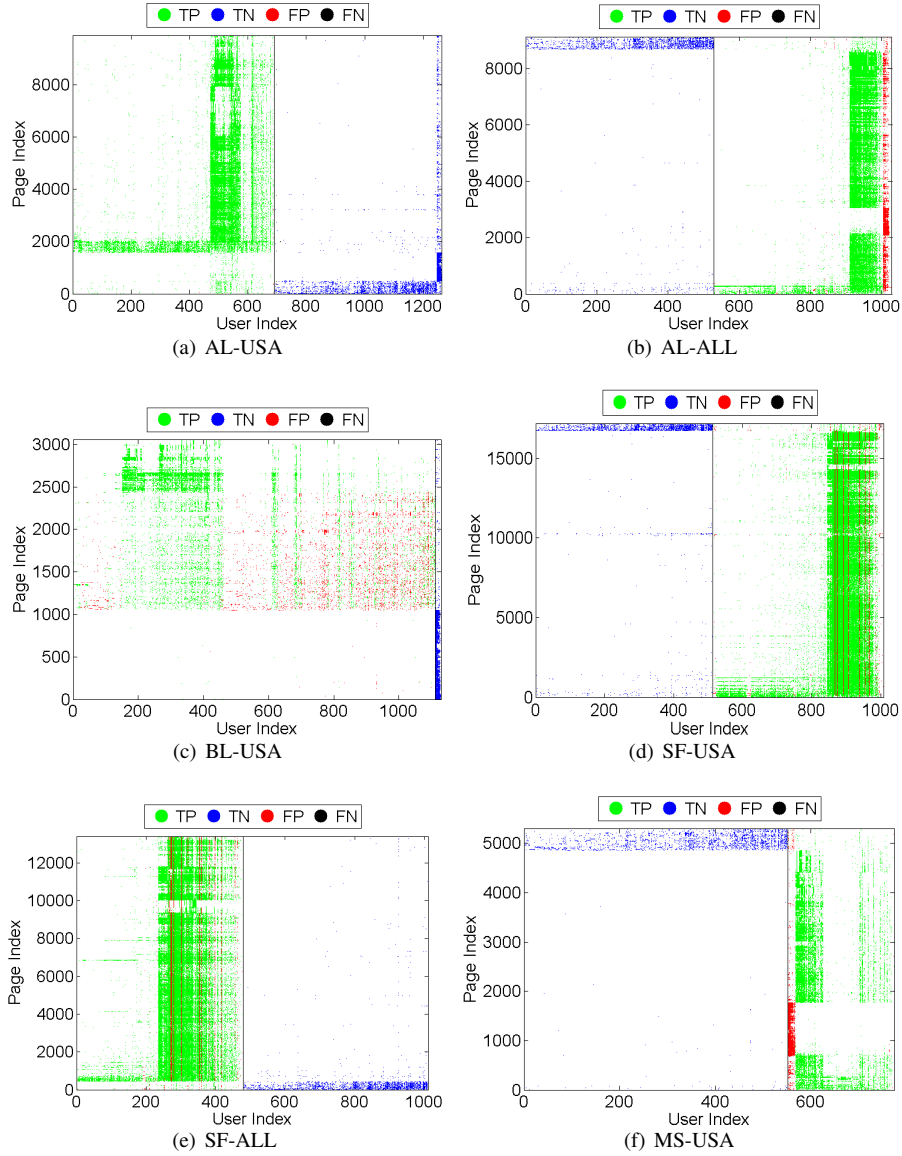 TP TN FP FN
Page Index
8000
6000
4000
2000
0
0 200 400 600 800 1000 1200
User Index
(a) AL-USA
TP TN FP FN
Page Index
8000
6000
4000
2000
0
0 200 400 600 800 1000
User Index
(b) AL-ALL
TP TN FP FN
Page Index
3000
2500
2000
1500
1000
500
0
0 200 400 600 800 1000
User Index
(c) BL-USA
TP TN FP FN
Page Index
15000
10000
5000
0
0 200 400 600 800 1000
User Index
(d) SF-USA
TP TN FP FN
Page Index
12000
10000
8000
6000
4000
2000
0
0 200 400 600 800 1000
User Index
(e) SF-ALL
TP TN FP FN
Page Index
5000
4000
3000
2000
1000
0
0 200 400 600
User Index
(f) MS-USA